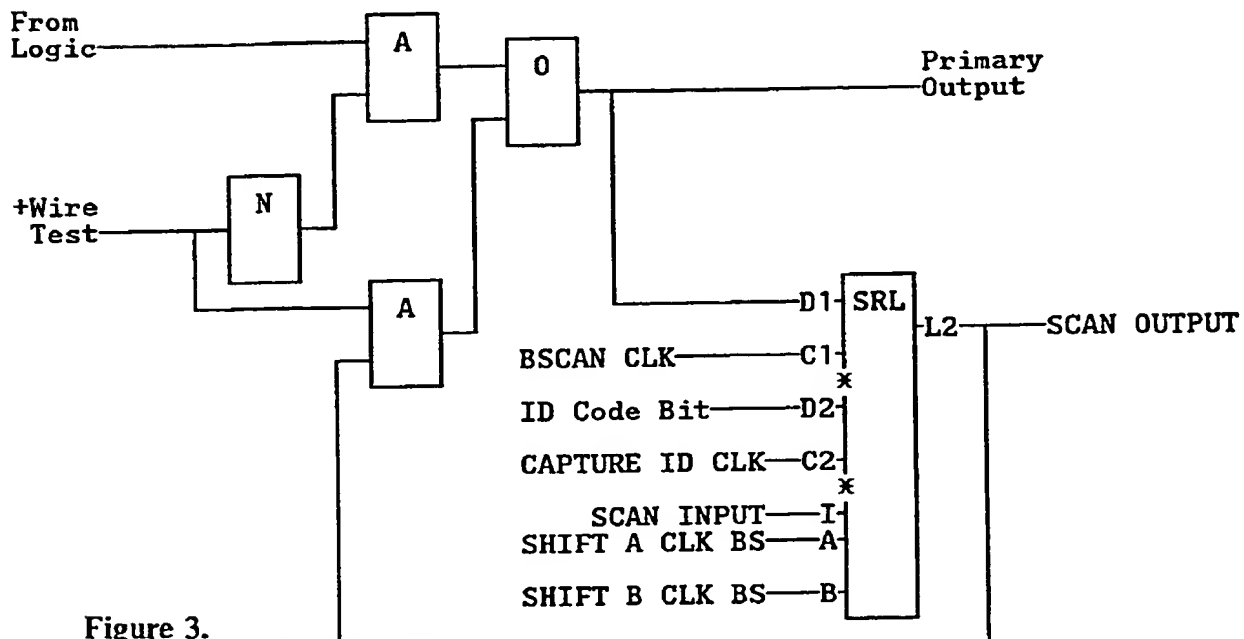 From
Logic
A
O
Primary
Output
+Wire
Test
N
A
D1
SRL
L2
SCAN OUTPUT
BSCAN CLK
C1
*
ID Code Bit
D2
CAPTURE ID CLK
C2
*
SCAN INPUT
I
SHIFT A CLK BS
A
SHIFT B CLK BS
B
Figure 3.